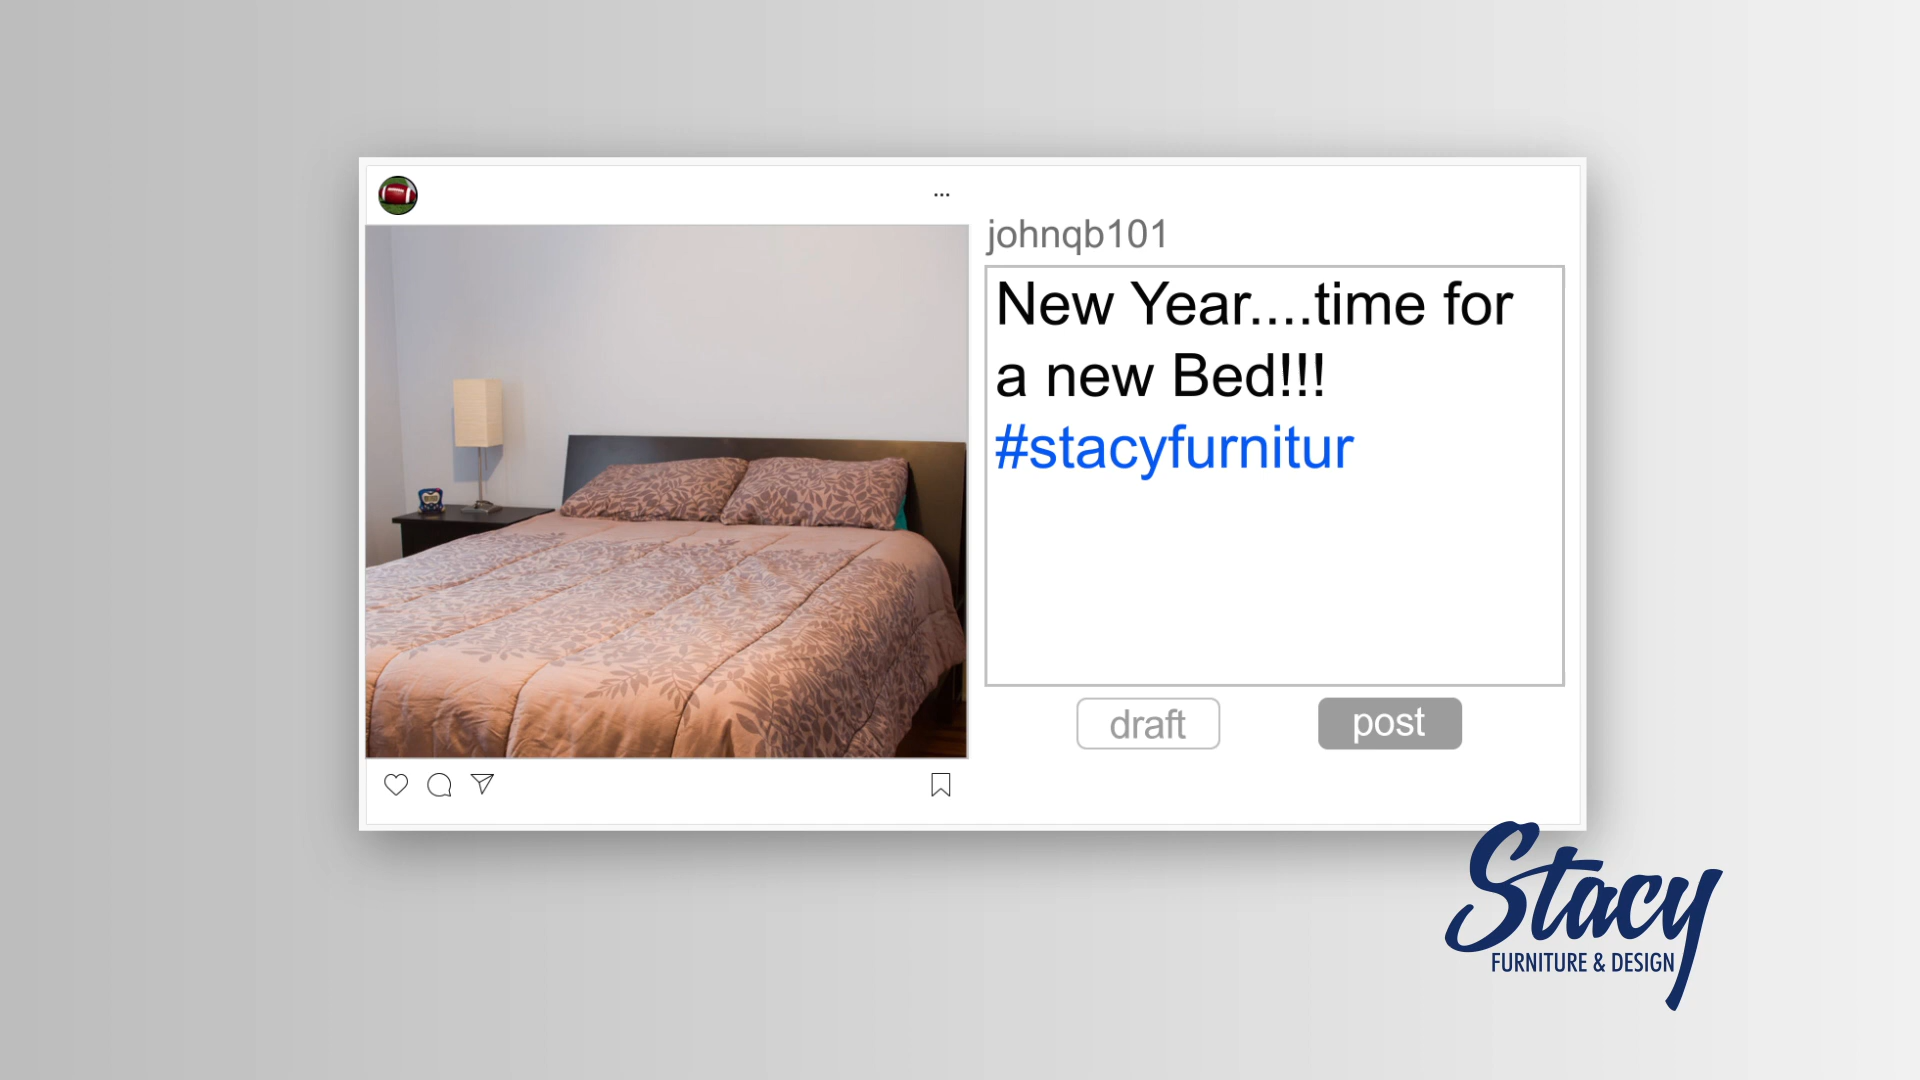 ...
johnqb101
New Year....time for
a new Bed!!!
#stacyfurnitur
draft
post
Stacy
FURNITURE & DESIGN